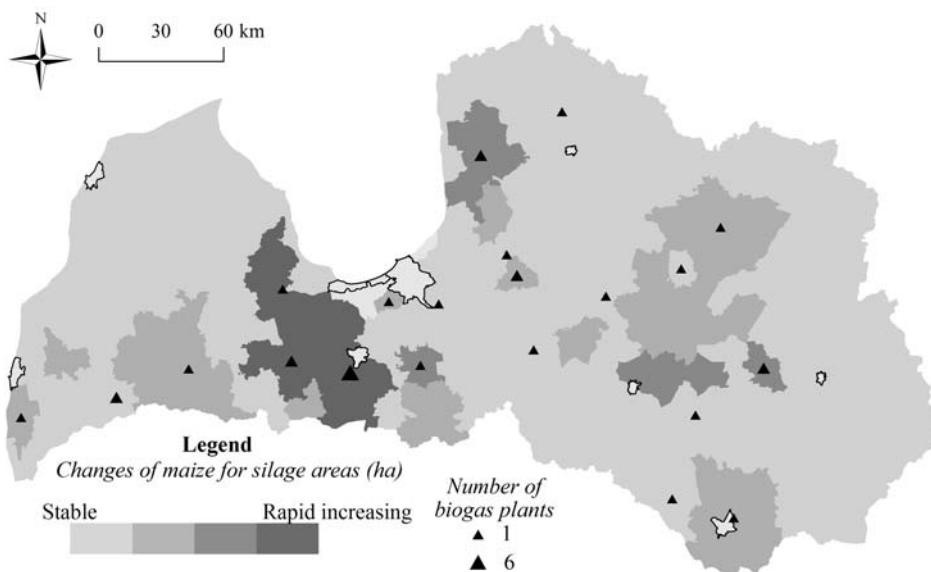 N
0 30 60 km
Legend
Changes of maize for silage areas (ha)
Stable Rapid increasing
Number of
biogas plants
1
6